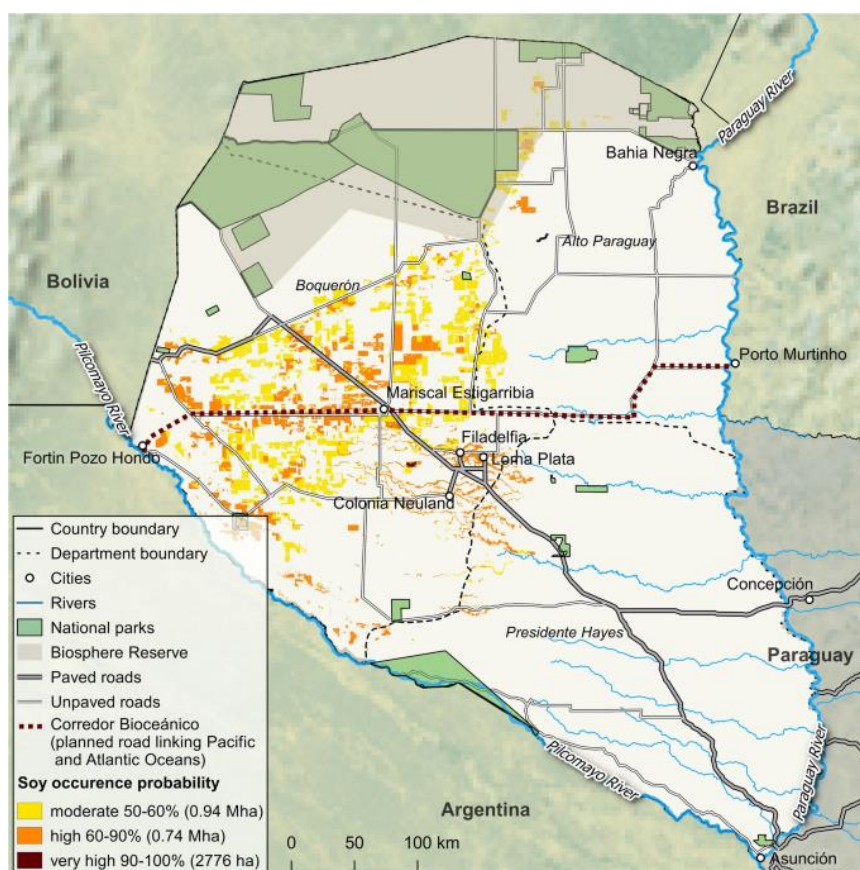 Paraguay River
Bahia Negra
Brazil
Alto Paraguay
Bolivia
Boquerón
Pilcomayo River
Porto Murtinho
Mariscal Estigarribia
Fortin Pozo Hondo
Filadelfia
Loma Plata
Colonia Neuland
Concepción
Presidente Hayes
Paraguay
Pilcomayo River
Paraguay River
Argentina
Asunción
Country boundary
Department boundary
Cities
Rivers
National parks
Biosphere Reserve
Paved roads
Unpaved roads
Corredor Bioceánico
(planned road linking Pacific
and Atlantic Oceans)
Soy occurence probability
moderate 50-60% (0.94 Mha)
high 60-90% (0.74 Mha)
very high 90-100% (2776 ha)
0 50 100 km